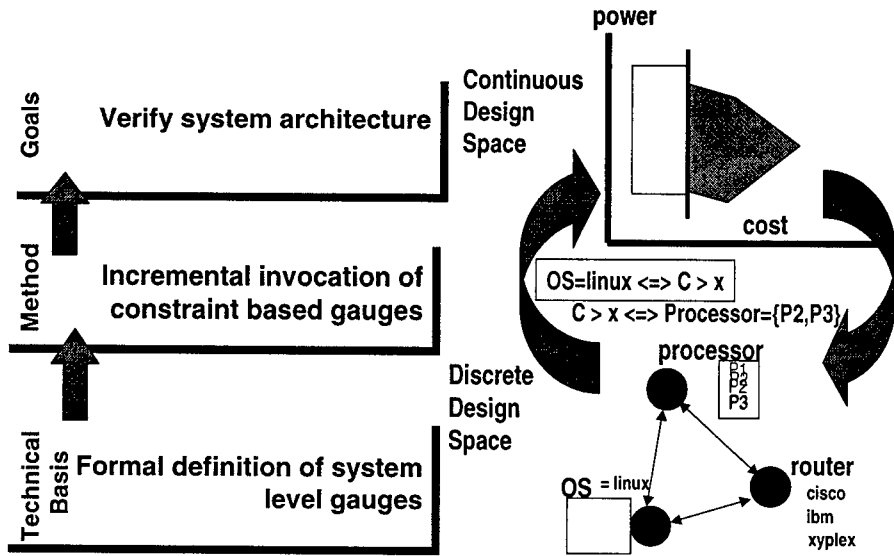 Goals
Verify system architecture
Method
Incremental invocation of
constraint based gauges
Technical
Basis
Formal definition of system
level gauges
Continuous
Design
Space
power
cost
OS=linux <=> C > x
C > x <=> Processor={P2,P3}
Discrete
Design
Space
processor
P1
P2
P2
P3
OS = linux
router
cisco
ibm
xyplex